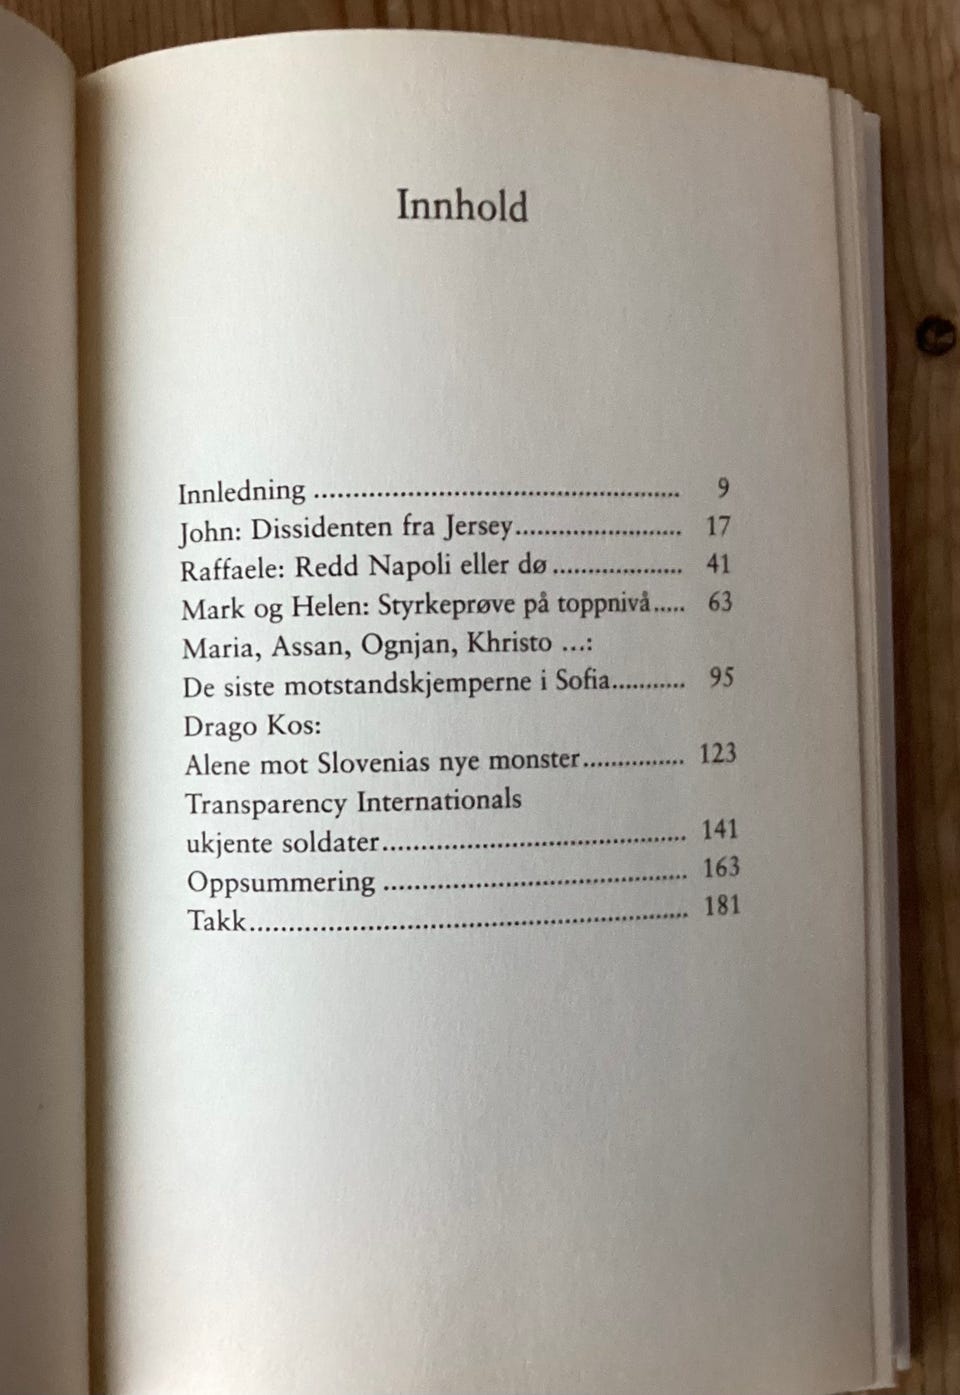 Innhold
Innledning ........................................... 9
John: Dissidenten fra Jersey..................... 17
Raffaele: Redd Napoli eller dø................... 41
Mark og Helen: Styrkeprøve på toppnivå..... 63
Maria, Assan, Ognjan, Khristo ...:
De siste motstandskjemperne i Sofia........... 95
Drago Kos:
Alene mot Slovenias nye monster............... 123
Transparency Internationals
ukjente soldater....................................... 141
Oppsummering ....................................... 163
Takk....................................................... 181